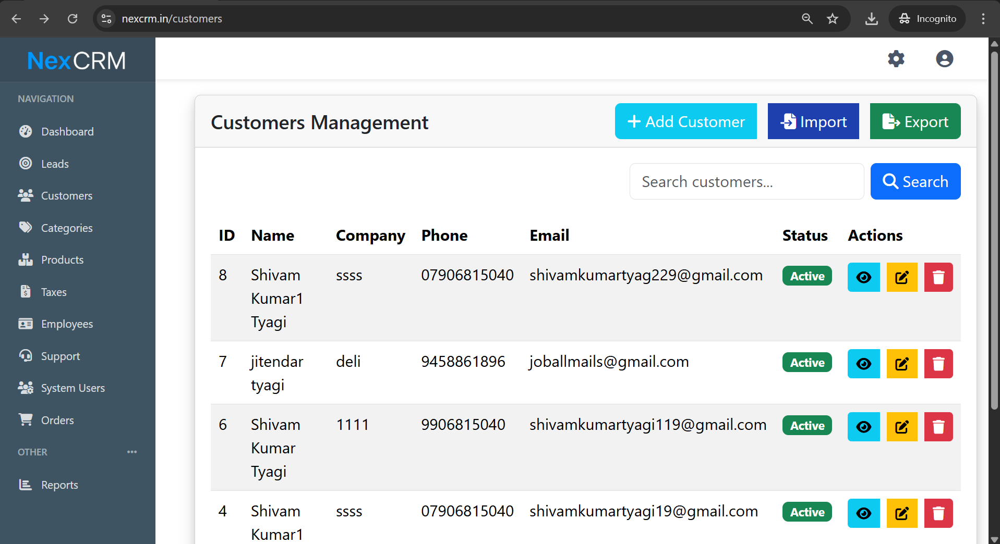 nexcrm.in/customers
Incognito
NexCRM
NAVIGATION
Dashboard
Leads
Customers
Categories
Products
Taxes
Employees
Support
System Users
Orders
OTHER
Reports
Customers Management
Add Customer
Import
Export
Search customers...
Search
ID Name Company Phone Email Status Actions
8 Shivam ssss 07906815040 shivamkumartyag229@gmail.com Active
Kumar1
Tyagi
7 jitendar deli 9458861896 joballmails@gmail.com Active
tyagi
6 Shivam 1111 9906815040 shivamkumartyagi119@gmail.com Active
Kumar
Tyagi
4 Shivam ssss 07906815040 shivamkumartyagi19@gmail.com Active
Kumar1